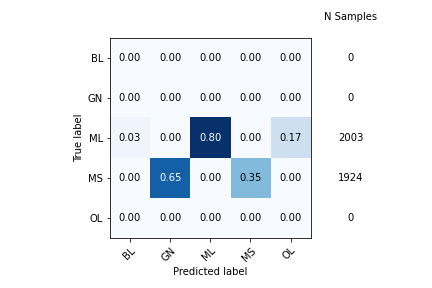 N Samples
BL 0.00 0.00 0.00 0.00 0.00 0
GN 0.00 0.00 0.00 0.00 0.00 0
ML 0.03 0.00 0.80 0.00 0.17 2003
MS 0.00 0.65 0.00 0.35 0.00 1924
OL 0.00 0.00 0.00 0.00 0.00 0
True label
BL GN ML MS OL
Predicted label